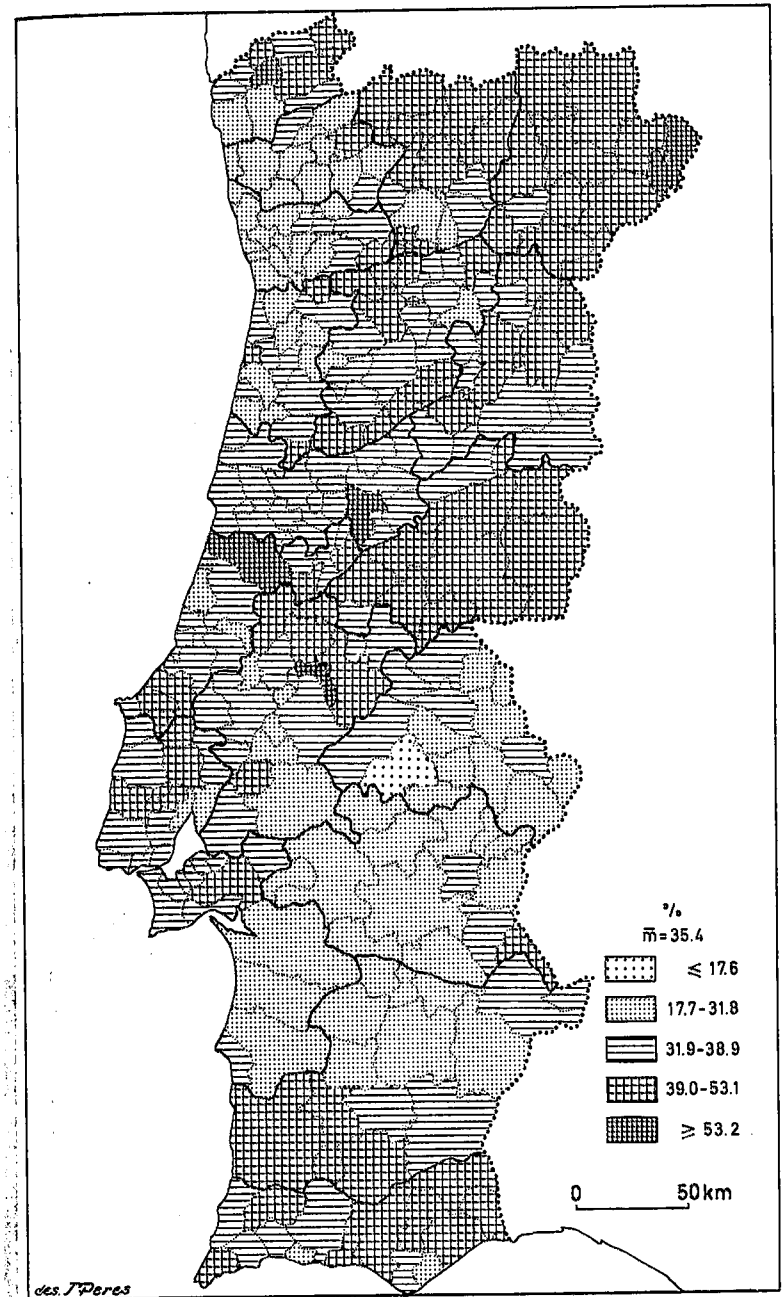 %
m̅=35.4
⩽ 17.6
17.7-31.8
31.9-38.9
39.0-53.1
⩾ 53.2
0 50km
des. J Peres